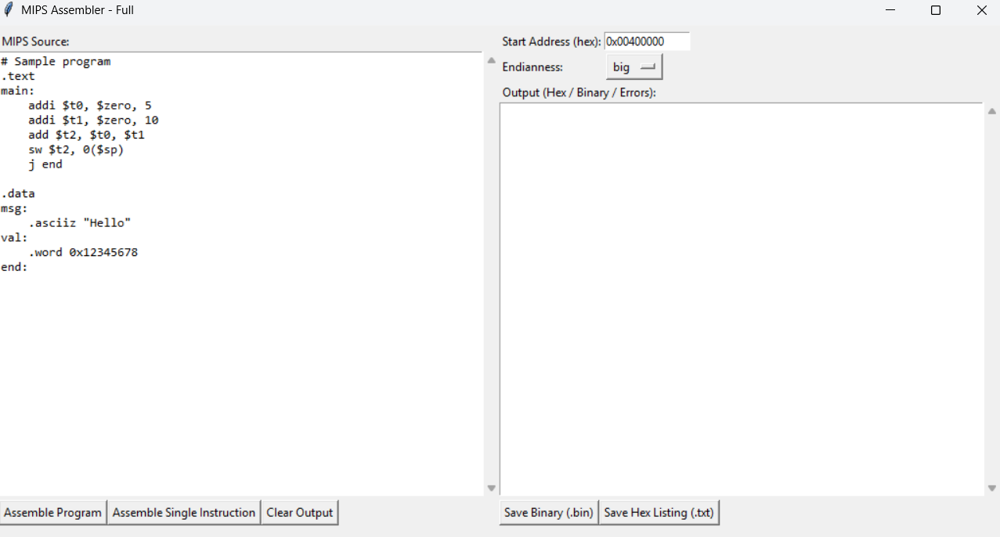 MIPS Assembler - Full
MIPS Source:
# Sample program
.text
main:
    addi $t0, $zero, 5
    addi $t1, $zero, 10
    add $t2, $t0, $t1
    sw $t2, 0($sp)
    j end
.data
msg:
    .asciiz "Hello"
val:
    .word 0x12345678
end:
Assemble Program
Assemble Single Instruction
Clear Output
Start Address (hex): 0x00400000
Endianness: big
Output (Hex / Binary / Errors):
Save Binary (.bin)
Save Hex Listing (.txt)